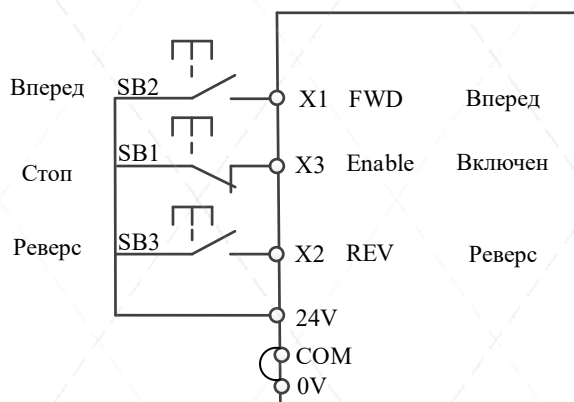 Вперед SB2 X1 FWD Вперед
Стоп SB1 X3 Enable Включен
Реверс SB3 X2 REV Реверс
24V
COM
0V